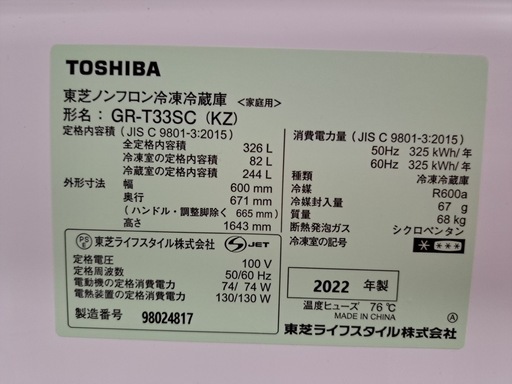 TOSHIBA
東芝ノンフロン冷凍冷蔵庫 <家庭用>
形名: GR-T33SC (KZ)
定格内容積 (JIS C 9801-3:2015)
全定格内容積 326 L
冷凍室の定格内容積 82 L
冷蔵室の定格内容積 244 L
外形寸法 幅 600 mm
奥行 671 mm
(ハンドル・調整脚除く 665 mm)
高さ 1643 mm
消費電力量 (JIS C 9801-3:2015)
50Hz 325 kWh/年
60Hz 325 kWh/年
種類 冷凍冷蔵庫
冷媒 R600a
冷媒封入量 67 g
質量 68 kg
断熱発泡ガス シクロペンタン
冷凍室の記号
PSE 東芝ライフスタイル株式会社 JET
定格電圧 100 V
定格周波数 50/60 Hz
電動機の定格消費電力 74/ 74 W
電熱装置の定格消費電力 130/130 W
製造番号 98024817
2022 年製
温度ヒューズ 76℃
MADE IN CHINA
東芝ライフスタイル株式会社
A